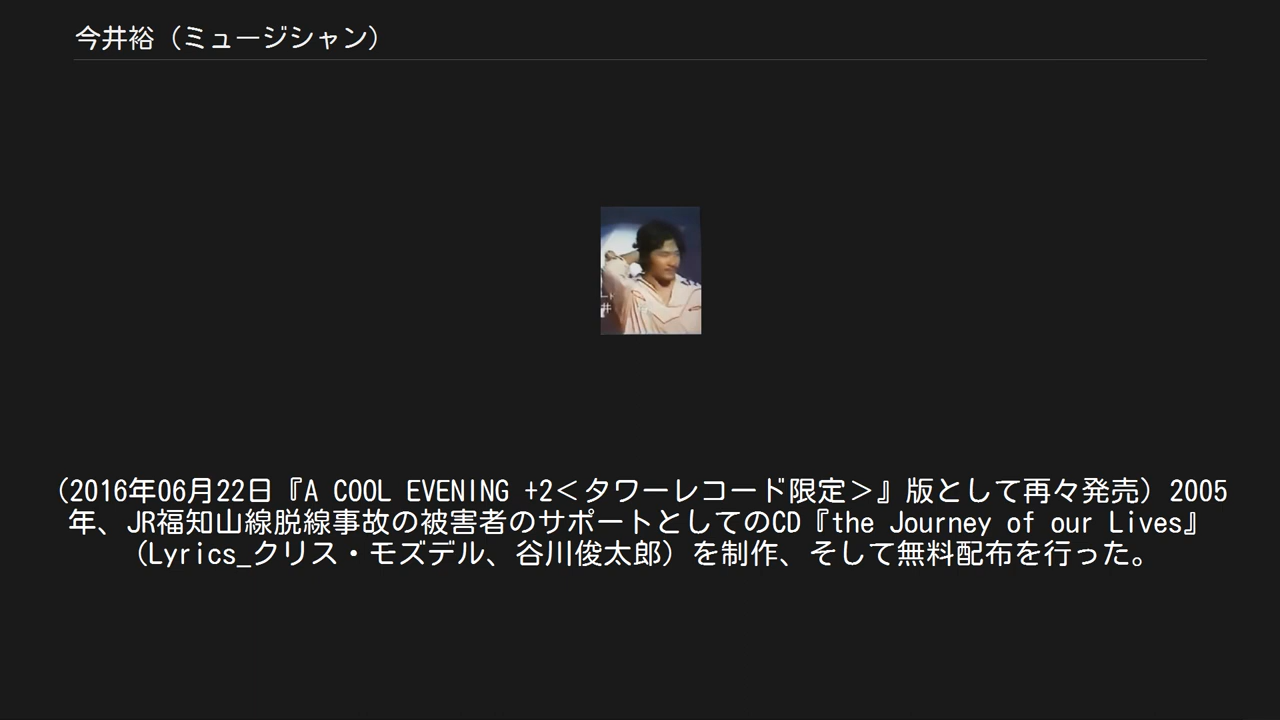 今井裕（ミュージシャン）
ート
井
（2016年06月22日『A COOL EVENING +2＜タワーレコード限定＞』版として再々発売）2005
年、JR福知山線脱線事故の被害者のサポートとしてのCD『the Journey of our Lives』
（Lyrics_クリス・モズデル、谷川俊太郎）を制作、そして無料配布を行った。